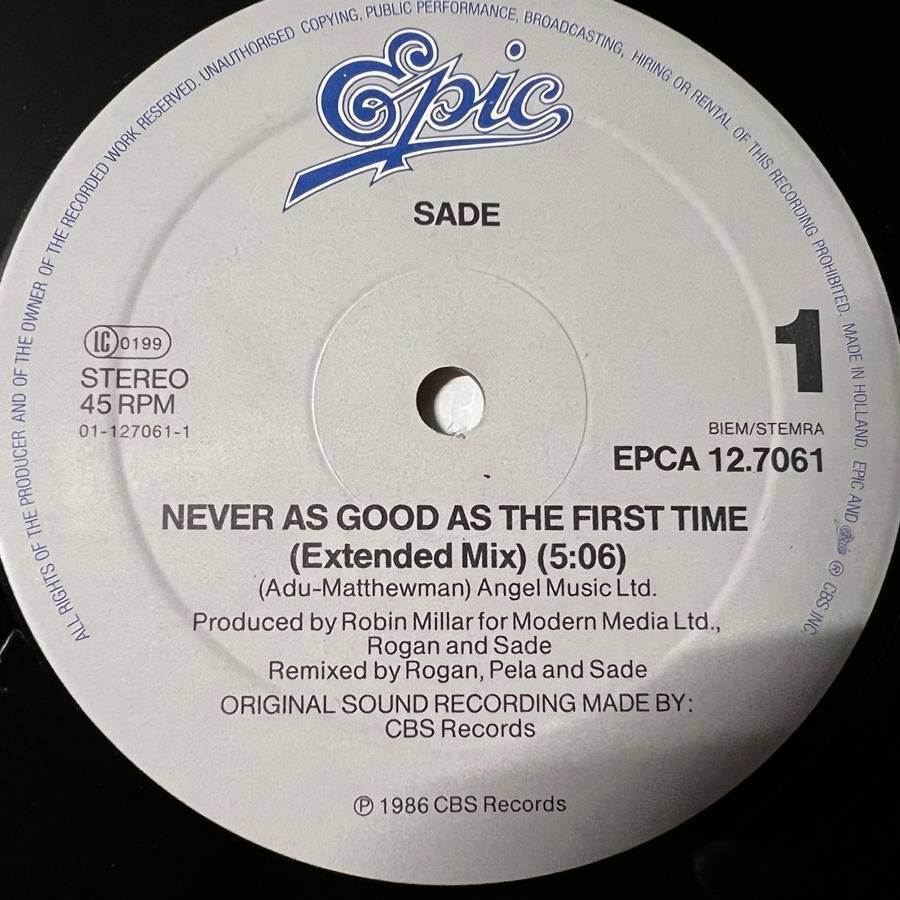 ALL RIGHTS OF THE PRODUCER AND OF THE OWNER OF THE RECORDED WORK RESERVED. UNAUTHORISED COPYING, PUBLIC PERFORMANCE, BROADCASTING, HIRING OR RENTAL OF THIS RECORDING PROHIBITED. MADE IN HOLLAND. EPIC AND Epic ® CBS INC.
Epic
SADE
1
LC 0199
STEREO
45 RPM
01-127061-1
BIEM/STEMRA
EPCA 12.7061
NEVER AS GOOD AS THE FIRST TIME
(Extended Mix) (5:06)
(Adu-Matthewman) Angel Music Ltd.
Produced by Robin Millar for Modern Media Ltd.,
Rogan and Sade
Remixed by Rogan, Pela and Sade
ORIGINAL SOUND RECORDING MADE BY:
CBS Records
℗ 1986 CBS Records